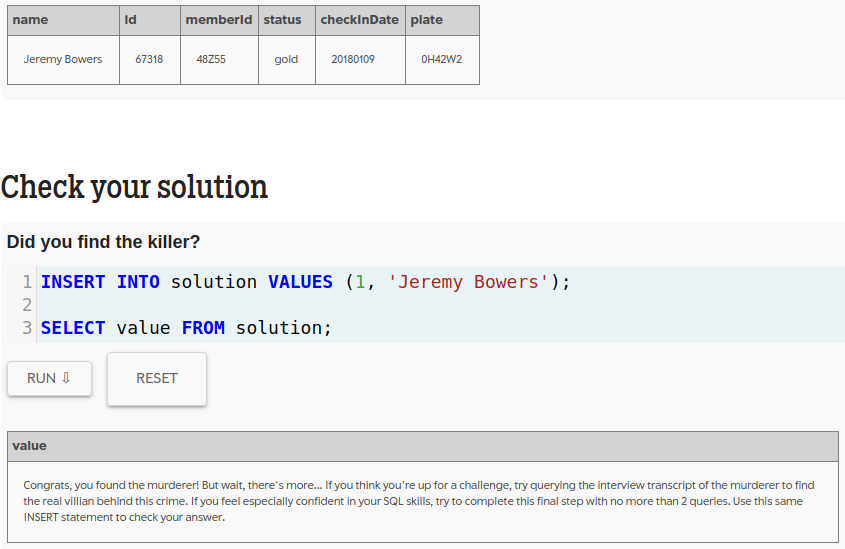 name Id memberId status checkInDate plate
Jeremy Bowers 67318 48Z55 gold 20180109 0H42W2
Check your solution
Did you find the killer?
1 INSERT INTO solution VALUES (1, 'Jeremy Bowers');
2
3 SELECT value FROM solution;
RUN ⇩ RESET
value
Congrats, you found the murderer! But wait, there's more... If you think you're up for a challenge, try querying the interview transcript of the murderer to find
the real villian behind this crime. If you feel especially confident in your SQL skills, try to complete this final step with no more than 2 queries. Use this same
INSERT statement to check your answer.